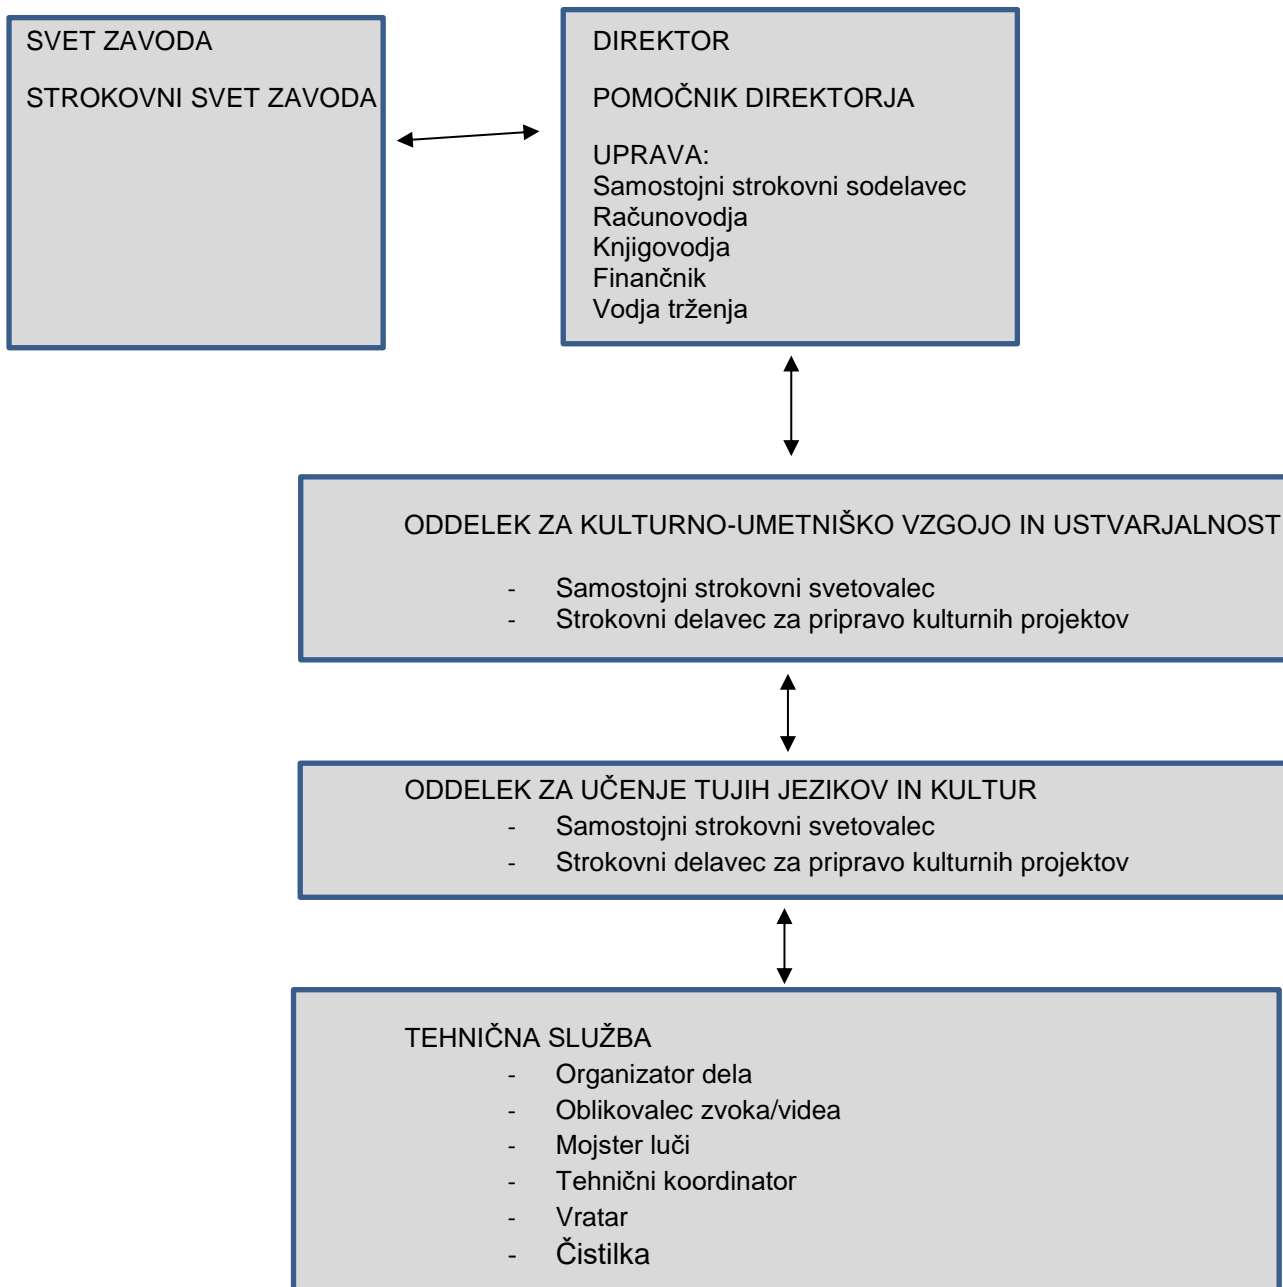 SVET ZAVODA
STROKOVNI SVET ZAVODA
DIREKTOR
POMOČNIK DIREKTORJA
UPRAVA:
Samostojni strokovni sodelavec
Računovodja
Knjigovodja
Finančnik
Vodja trženja
ODDELEK ZA KULTURNO-UMETNIŠKO VZGOJO IN USTVARJALNOST
- Samostojni strokovni svetovalec
- Strokovni delavec za pripravo kulturnih projektov
ODDELEK ZA UČENJE TUJIH JEZIKOV IN KULTUR
- Samostojni strokovni svetovalec
- Strokovni delavec za pripravo kulturnih projektov
TEHNIČNA SLUŽBA
- Organizator dela
- Oblikovalec zvoka/videa
- Mojster luči
- Tehnični koordinator
- Vratar
- Čistilka